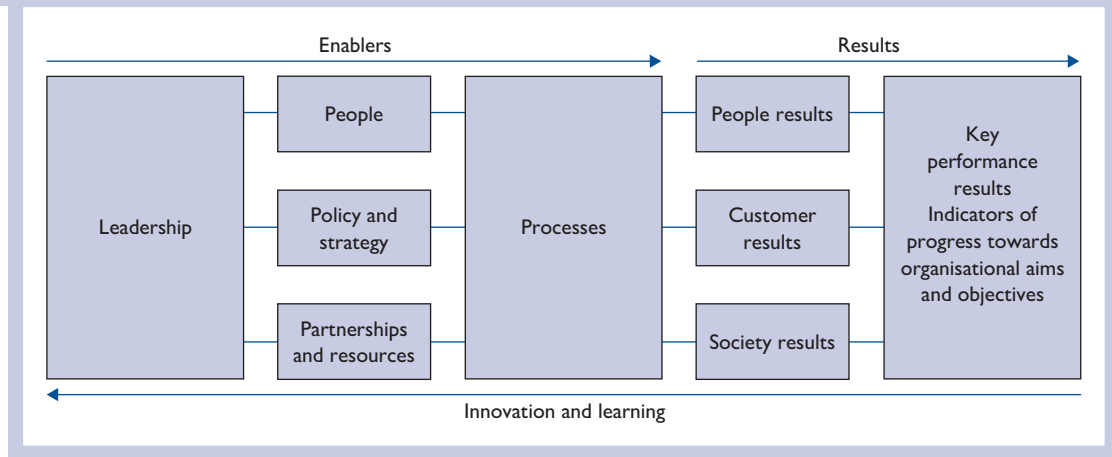 Enablers
Results
Leadership
People
Policy and
strategy
Partnerships
and resources
Processes
People results
Customer
results
Society results
Key
performance
results
Indicators of
progress towards
organisational aims
and objectives
Innovation and learning